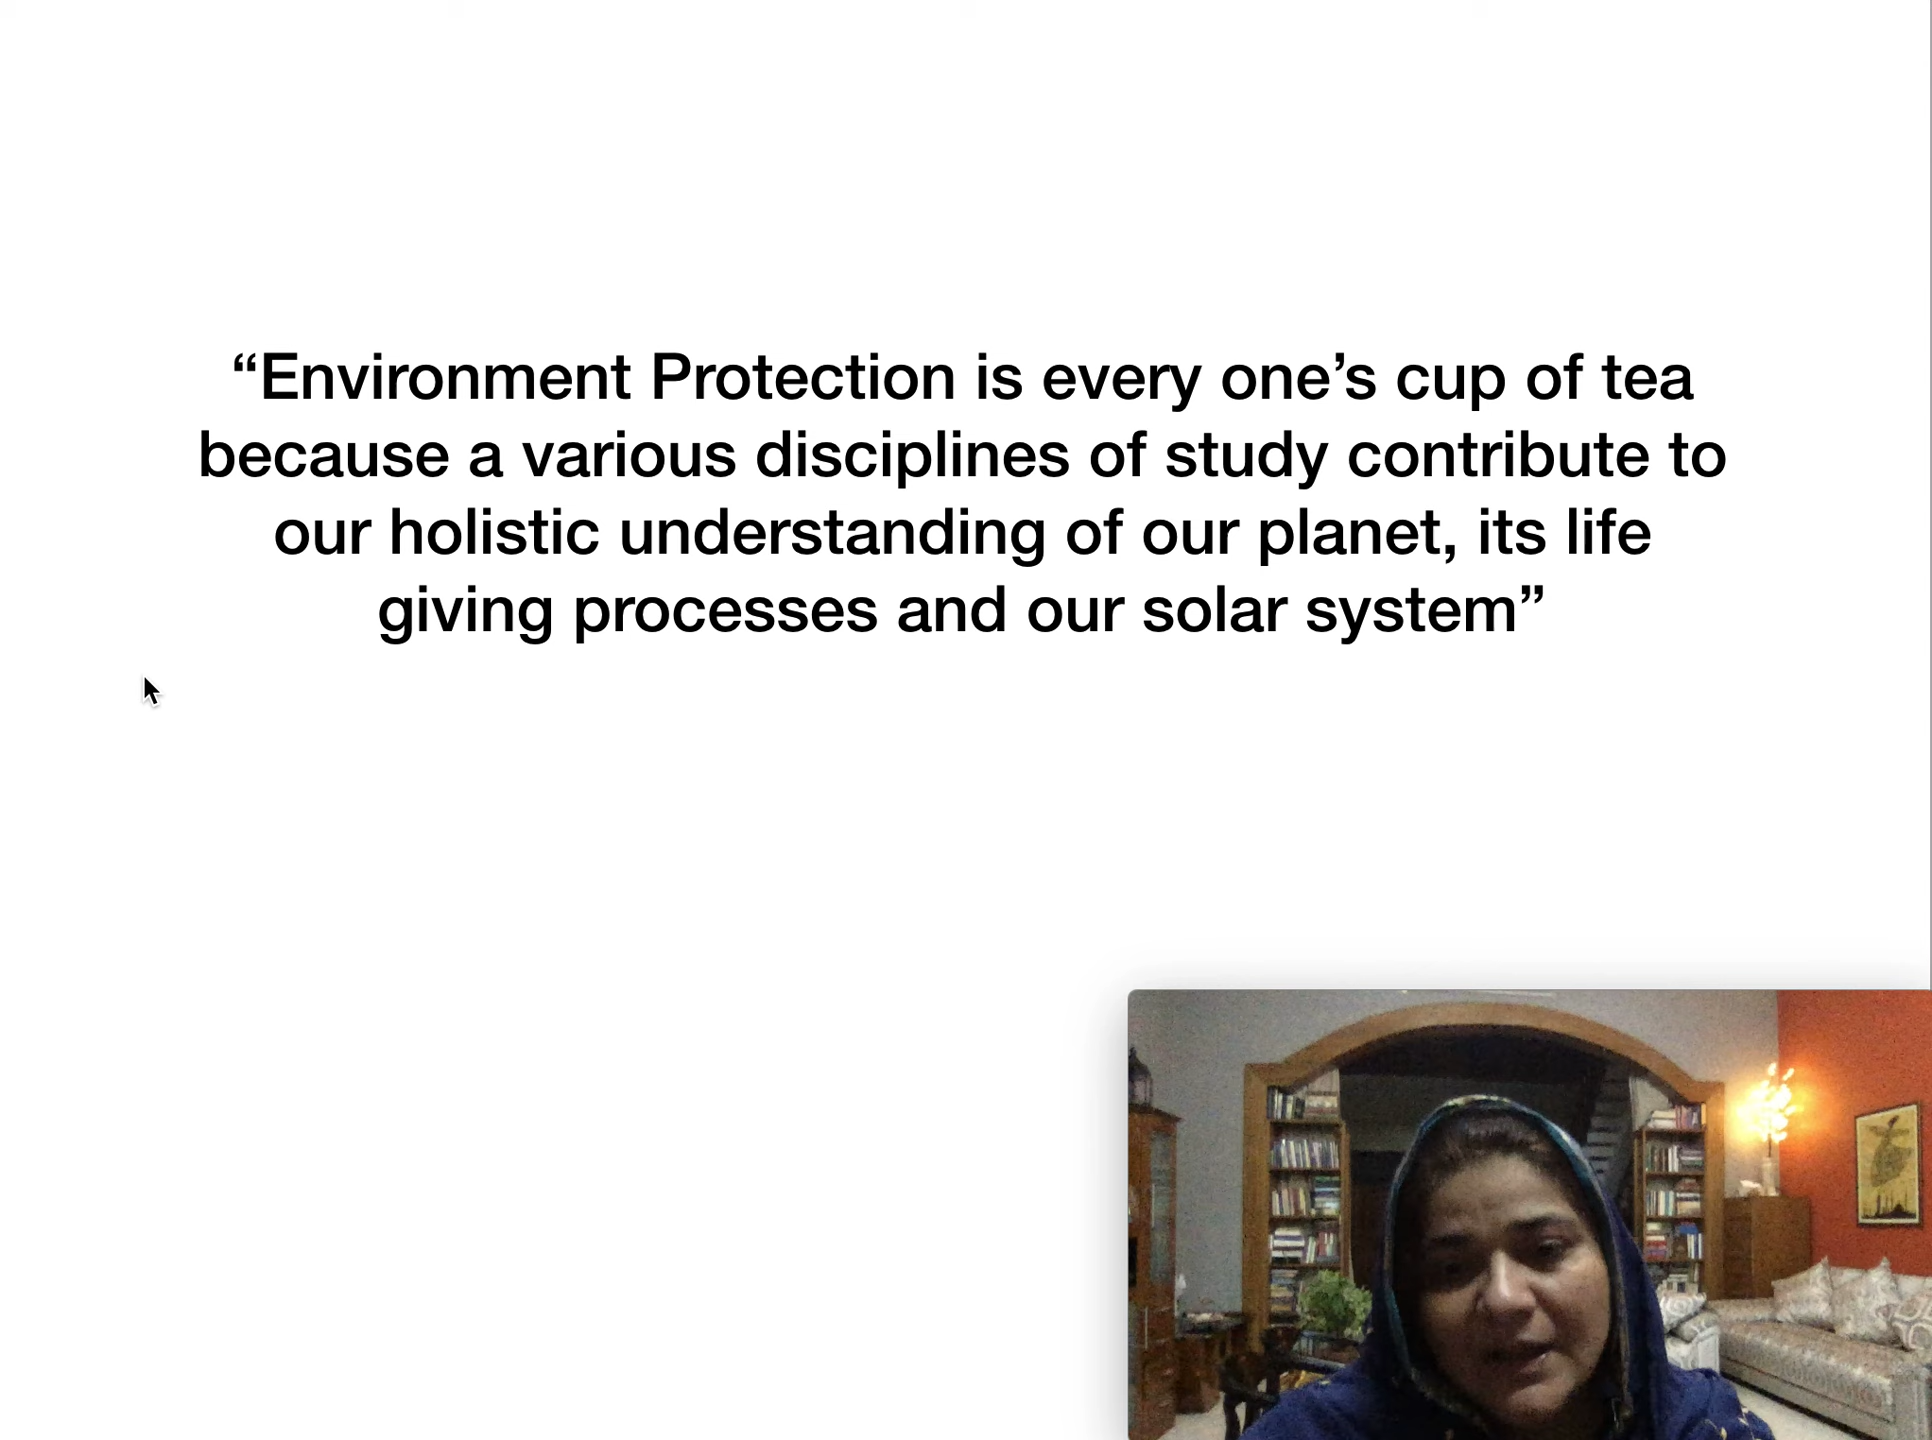 “Environment Protection is every one’s cup of tea
because a various disciplines of study contribute to
our holistic understanding of our planet, its life
giving processes and our solar system”